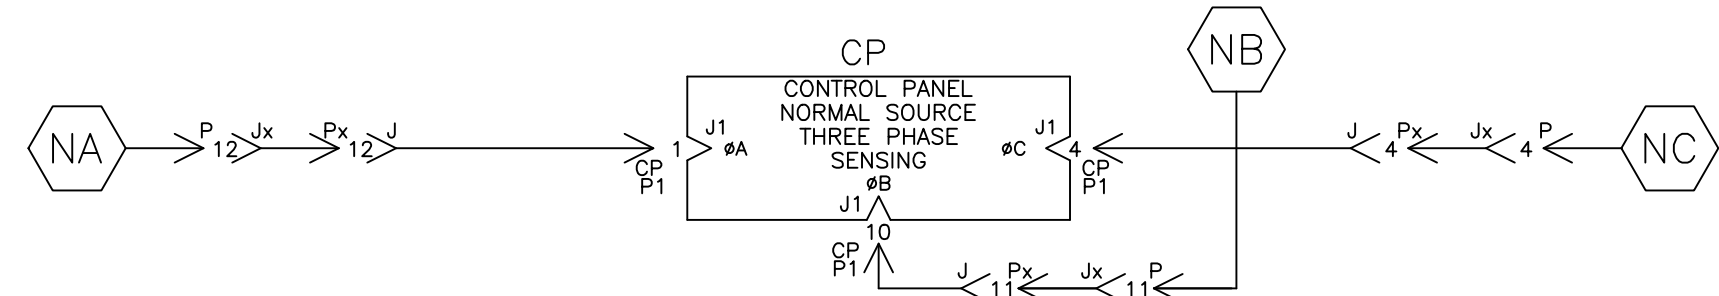 CP
NB
CONTROL PANEL
NORMAL SOURCE
THREE PHASE
SENSING
NA
P
12
Jx
Px
12
J
CP
P1
1
J1
øA
øB
J1
10
CP
P1
øC
J1
4
CP
P1
J
4
Px
Jx
4
P
NC
J
11
Px
Jx
11
P